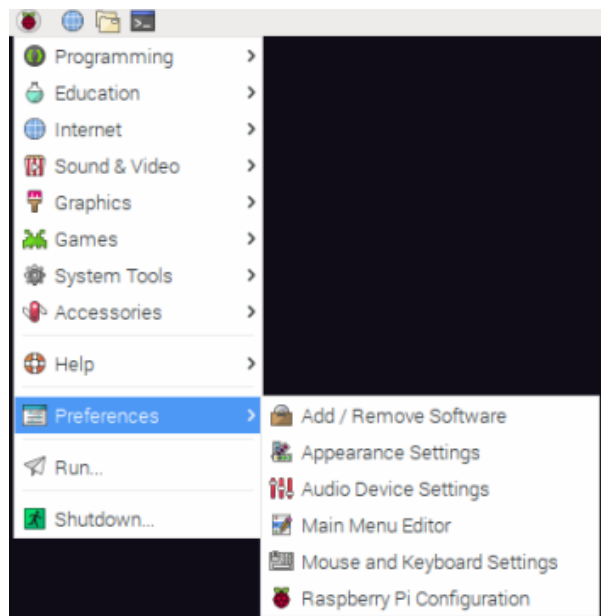 Programming
Education
Internet
Sound & Video
Graphics
Games
System Tools
Accessories
Help
Preferences
Run...
Shutdown...
Add / Remove Software
Appearance Settings
Audio Device Settings
Main Menu Editor
Mouse and Keyboard Settings
Raspberry Pi Configuration